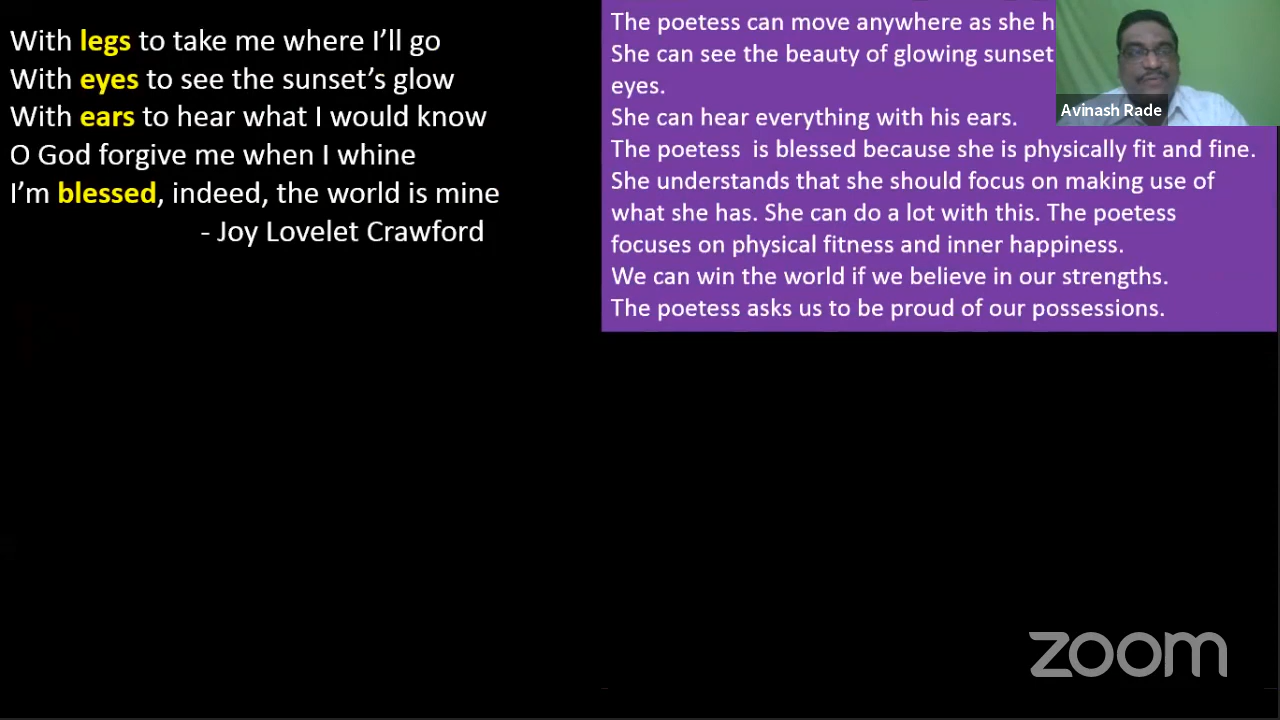 With legs to take me where I’ll go
With eyes to see the sunset’s glow
With ears to hear what I would know
O God forgive me when I whine
I’m blessed, indeed, the world is mine
- Joy Lovelet Crawford
The poetess can move anywhere as she
She can see the beauty of glowing sunset
eyes.
She can hear everything with his ears.
The poetess is blessed because she is physically fit and fine.
She understands that she should focus on making use of
what she has. She can do a lot with this. The poetess
focuses on physical fitness and inner happiness.
We can win the world if we believe in our strengths.
The poetess asks us to be proud of our possessions.
Avinash Rade
zoom